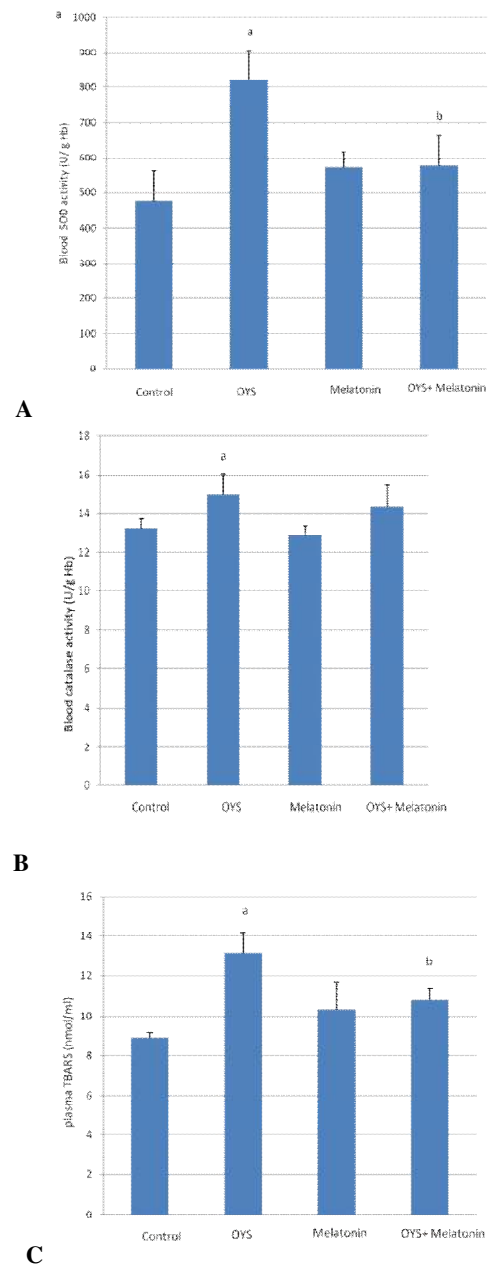 a
1000
a
900
800
b
700
600
500
400
300
200
100
0
Blood SOD activity (U/ g Hb)
Control OYS Melatonin OYS+ Melatonin
A
18
a
16
14
12
10
8
6
4
2
0
Blood catalase activity (U/g Hb)
Control OYS Melatonin OYS+ Melatonin
B
16
a
14
b
12
10
8
6
4
2
0
plasma TBARS (nmol/ml)
Control OYS Melatonin OYS+ Melatonin
C